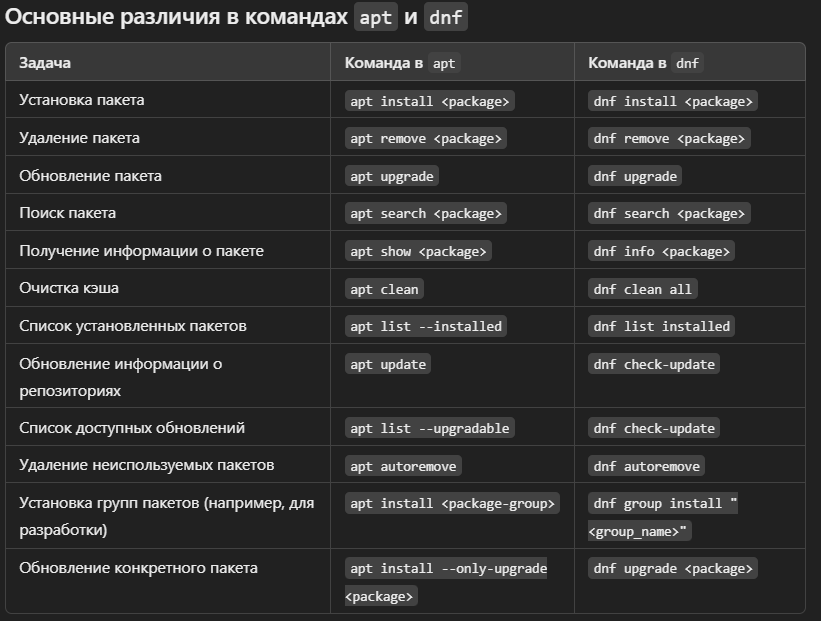 Основные различия в командах apt и dnf
Задача Команда в apt Команда в dnf
Установка пакета apt install <package> dnf install <package>
Удаление пакета apt remove <package> dnf remove <package>
Обновление пакета apt upgrade dnf upgrade
Поиск пакета apt search <package> dnf search <package>
Получение информации о пакете apt show <package> dnf info <package>
Очистка кэша apt clean dnf clean all
Список установленных пакетов apt list --installed dnf list installed
Обновление информации о apt update dnf check-update
репозиториях
Список доступных обновлений apt list --upgradable dnf check-update
Удаление неиспользуемых пакетов apt autoremove dnf autoremove
Установка групп пакетов (например, для apt install <package-group> dnf group install "
разработки) <group_name>"
Обновление конкретного пакета apt install --only-upgrade dnf upgrade <package>
<package>